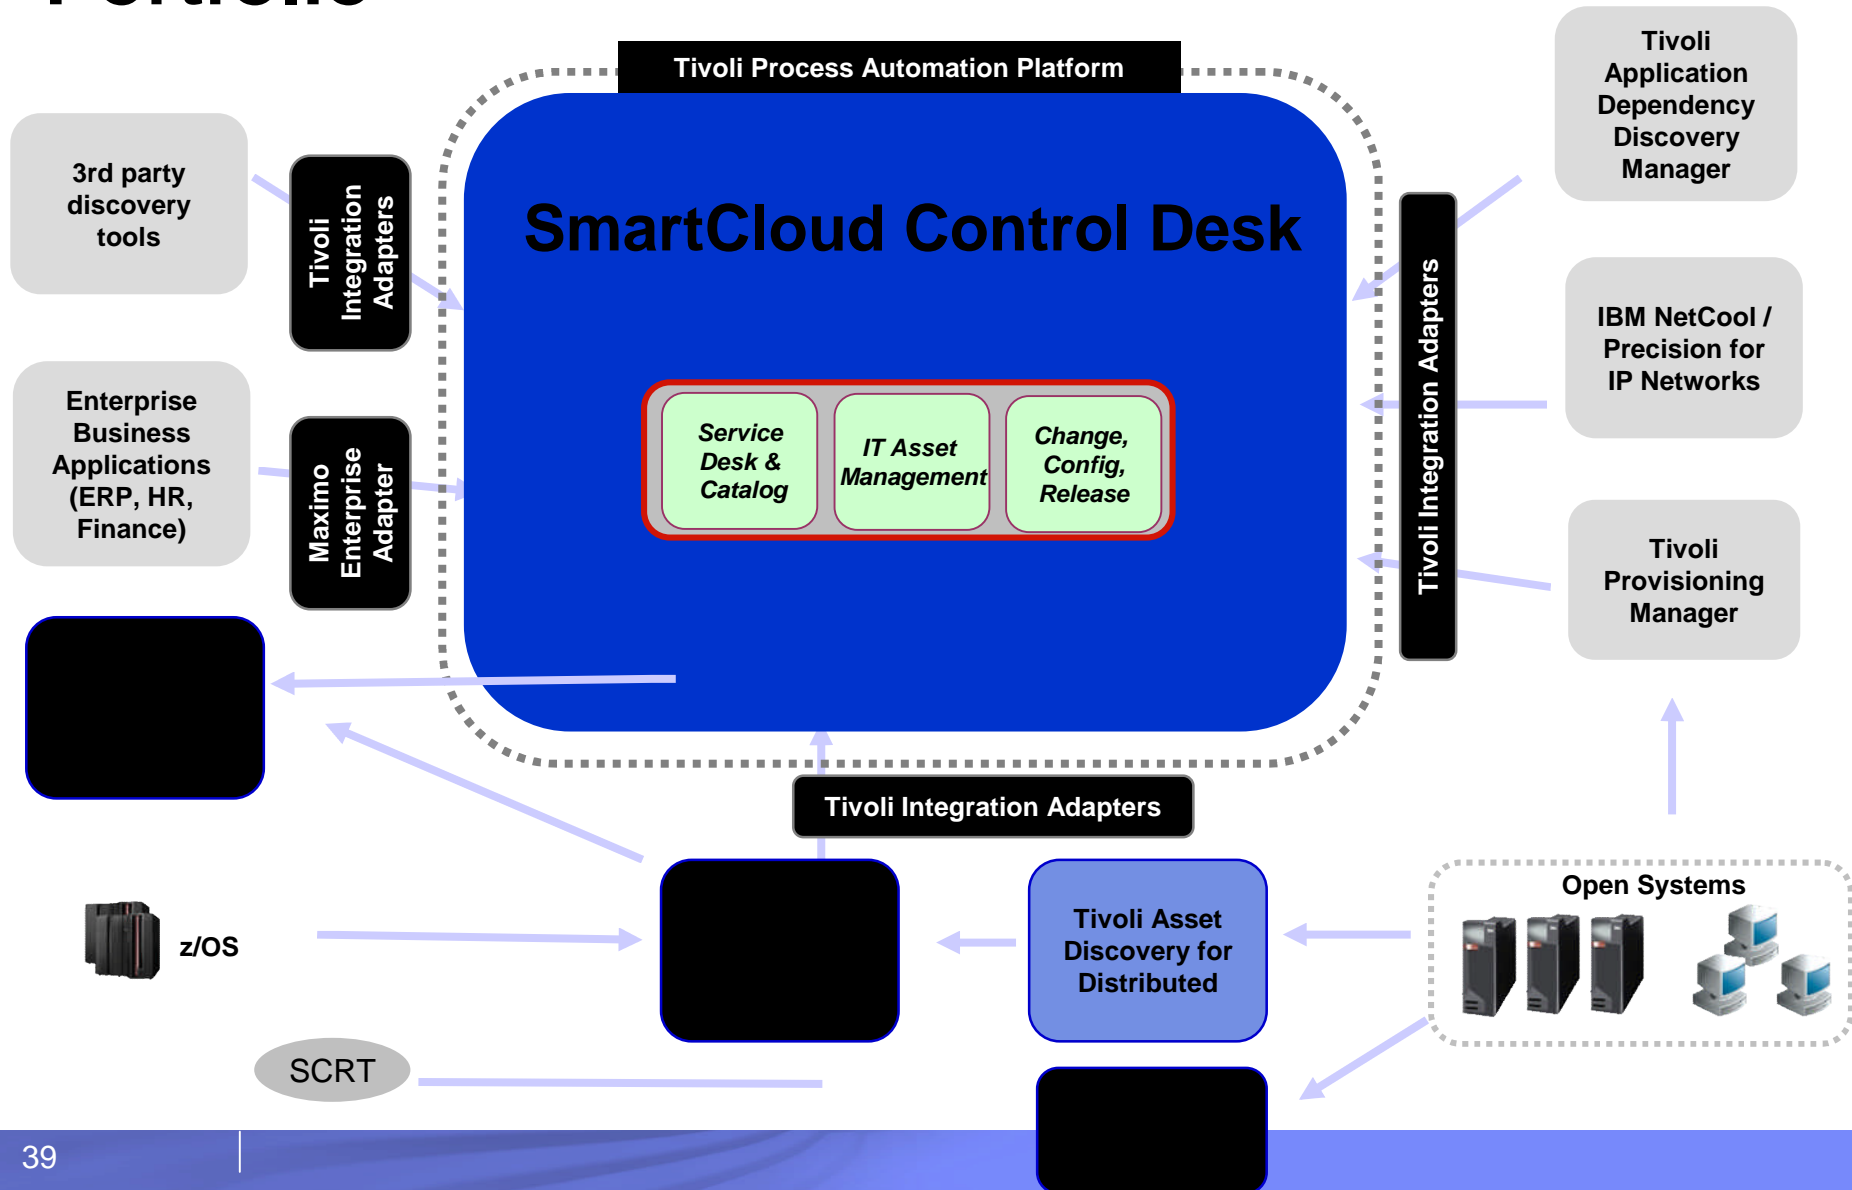 Tivoli Process Automation Platform
Tivoli
Application
Dependency
Discovery
Manager
3rd party
discovery
tools
Tivoli
Integration
Adapters
SmartCloud Control Desk
Tivoli Integration Adapters
IBM NetCool /
Precision for
IP Networks
Enterprise
Business
Applications
(ERP, HR,
Finance)
Maximo
Enterprise
Adapter
Service
Desk &
Catalog
IT Asset
Management
Change,
Config,
Release
Tivoli
Provisioning
Manager
Tivoli Integration Adapters
Open Systems
z/OS
Tivoli Asset
Discovery for
Distributed
SCRT
39